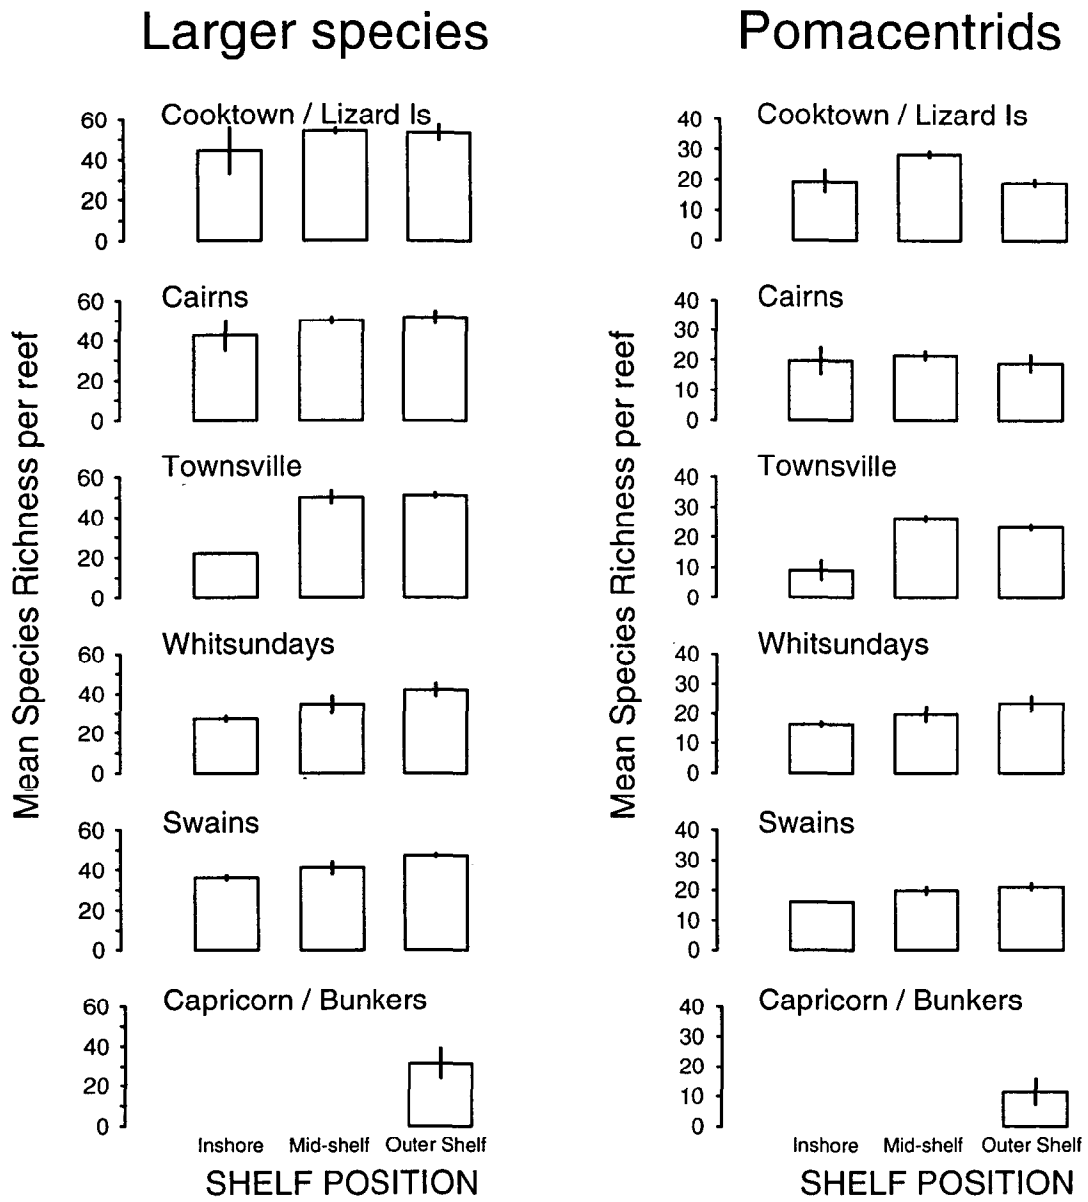 Larger species
Pomacentrids
Mean Species Richness per reef
Cooktown / Lizard Is
60
40
20
0
Cairns
60
40
20
0
Townsville
60
40
20
0
Whitsundays
60
40
20
0
Swains
60
40
20
0
Capricorn / Bunkers
60
40
20
0
Inshore Mid-shelf Outer Shelf
SHELF POSITION
Mean Species Richness per reef
Cooktown / Lizard Is
40
30
20
10
0
Cairns
40
30
20
10
0
Townsville
40
30
20
10
0
Whitsundays
40
30
20
10
0
Swains
40
30
20
10
0
Capricorn / Bunkers
40
30
20
10
0
Inshore Mid-shelf Outer Shelf
SHELF POSITION